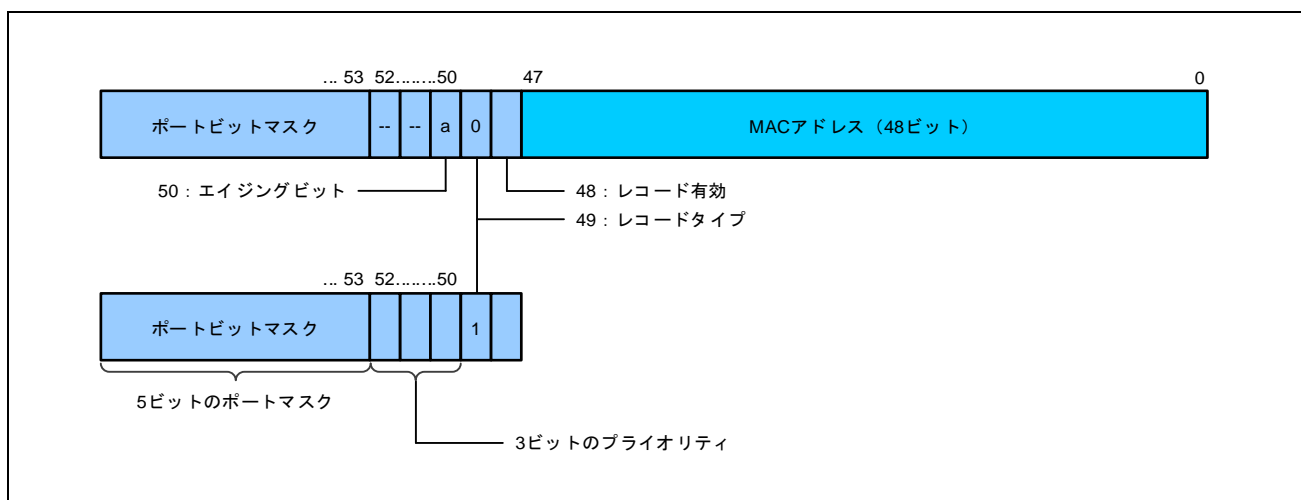 ... 53 52........50 47 0
ポートビットマスク -- -- a 0 MACアドレス（48ビット）
50：エイジングビット 48：レコード有効
49：レコードタイプ
... 53 52........50
ポートビットマスク 1
5ビットのポートマスク
3ビットのプライオリティ